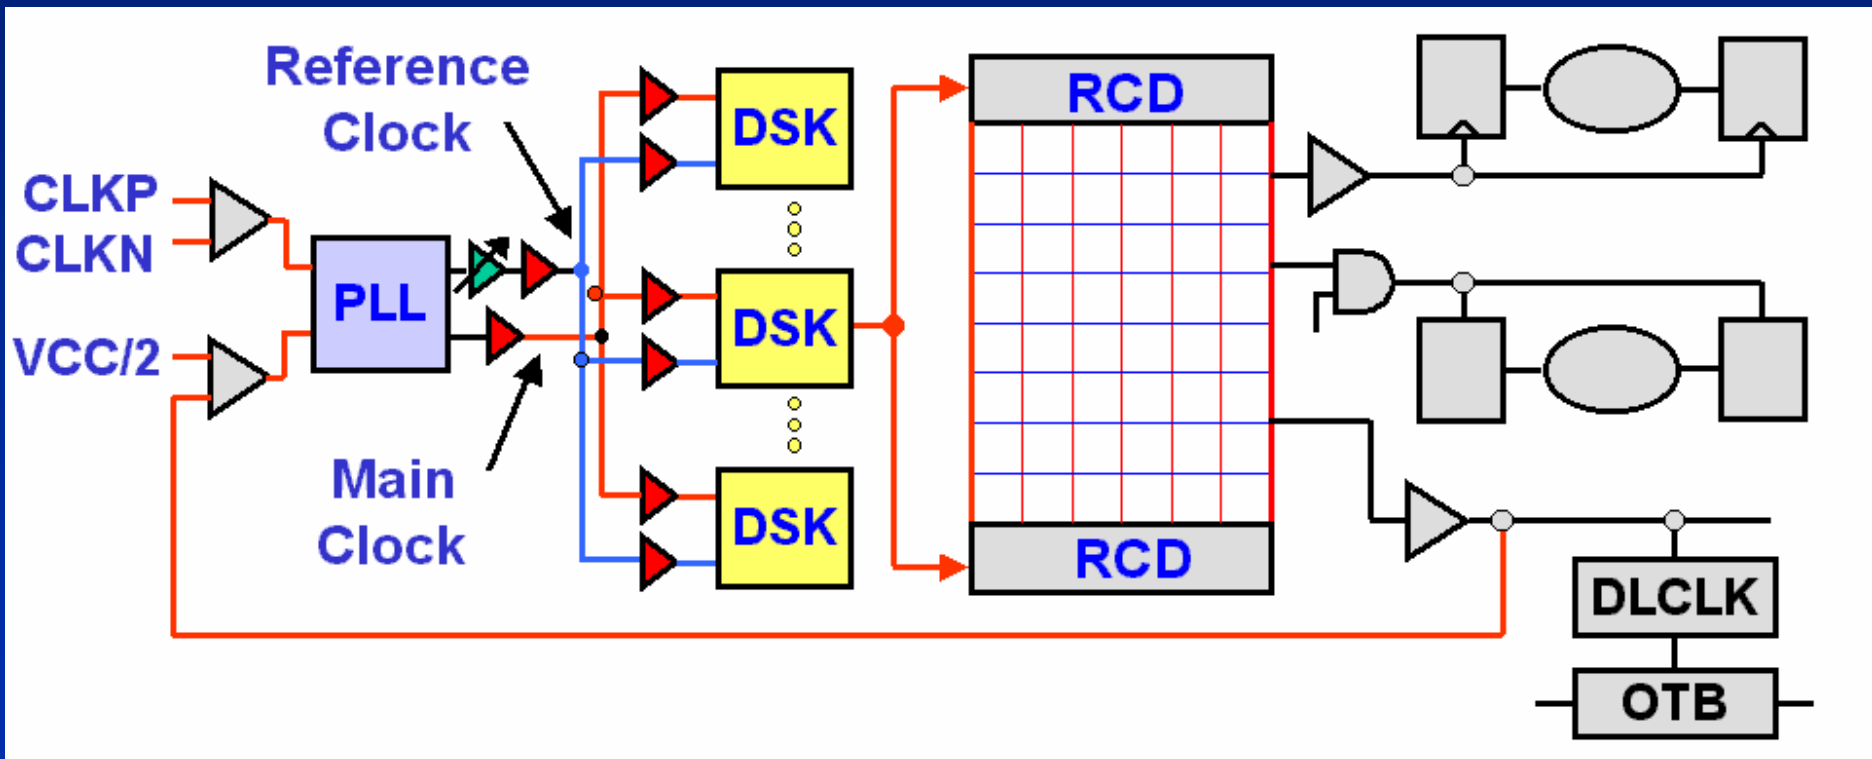 Reference
Clock
CLKP
CLKN
VCC/2
PLL
Main
Clock
DSK
DSK
DSK
RCD
RCD
DLCLK
OTB